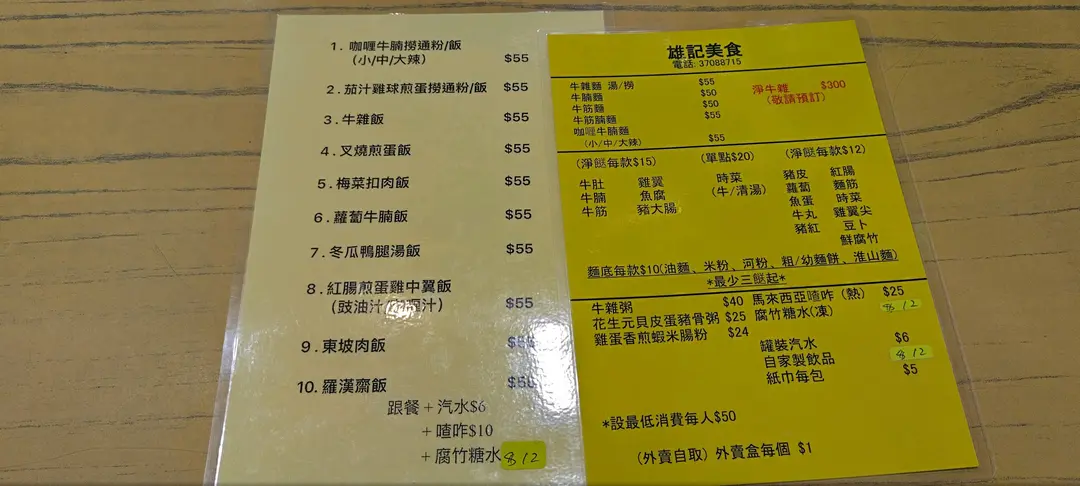 1. 咖喱牛腩撈通粉/飯
(小/中/大辣) $55
2. 茄汁雞球煎蛋撈通粉/飯 $55
3. 牛雜飯 $55
4. 叉燒煎蛋飯 $55
5. 梅菜扣肉飯 $55
6. 蘿蔔牛腩飯 $55
7. 冬瓜鴨腿湯飯 $55
8. 紅腸煎蛋雞中翼飯
(豉油汁/ 汁) $55
9. 東坡肉飯
10. 羅漢齋飯
跟餐 + 汽水$6
+ 喳咋$10
+ 腐竹糖水 $12
雄記美食
電話: 37088715
牛雜麵 湯/撈 $55
牛腩麵 $50
牛筋麵 $50
牛筋腩麵 $55
咖喱牛腩麵
(小/中/大辣) $55
淨牛雜 $300
(敬請預訂)
(淨餸每款$15)
牛肚 雞翼
牛腩 魚腐
牛筋 豬大腸
(單點$20)
時菜
(牛/清湯)
(淨餸每款$12)
豬皮 紅腸
蘿蔔 麵筋
魚蛋 時菜
牛丸 雞翼尖
豬紅 豆卜
鮮腐竹
麵底每款$10(油麵、米粉、河粉、粗/幼麵餅、淮山麵)
*最少三餸起*
牛雜粥 $40
花生元貝皮蛋豬骨粥 $25
雞蛋香煎蝦米腸粉 $24
馬來西亞喳咋 (熱) $25
腐竹糖水(凍) $12
罐裝汽水 $6
自家製飲品 $12
紙巾每包 $5
*設最低消費每人$50
(外賣自取) 外賣盒每個 $1